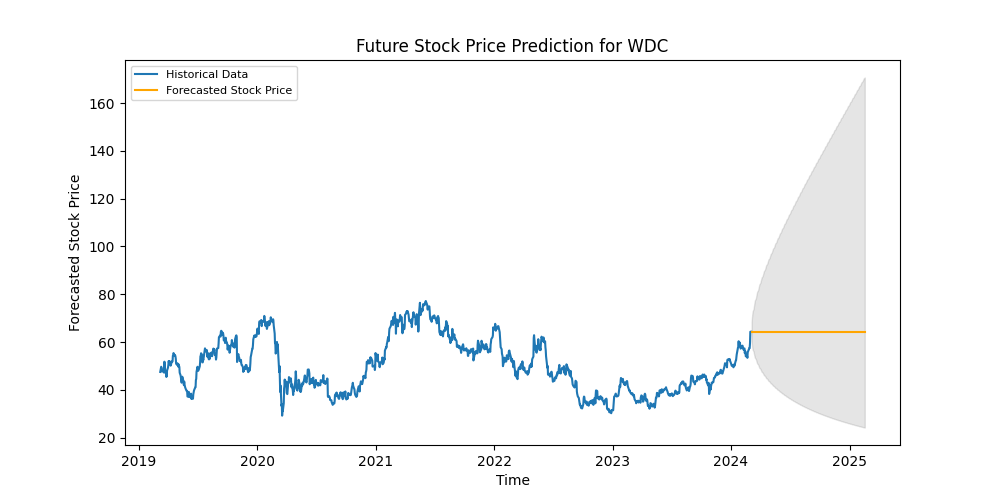 Future Stock Price Prediction for WDC
Historical Data
Forecasted Stock Price
160
140
120
100
80
60
40
20
Forecasted Stock Price
2019 2020 2021 2022 2023 2024 2025
Time